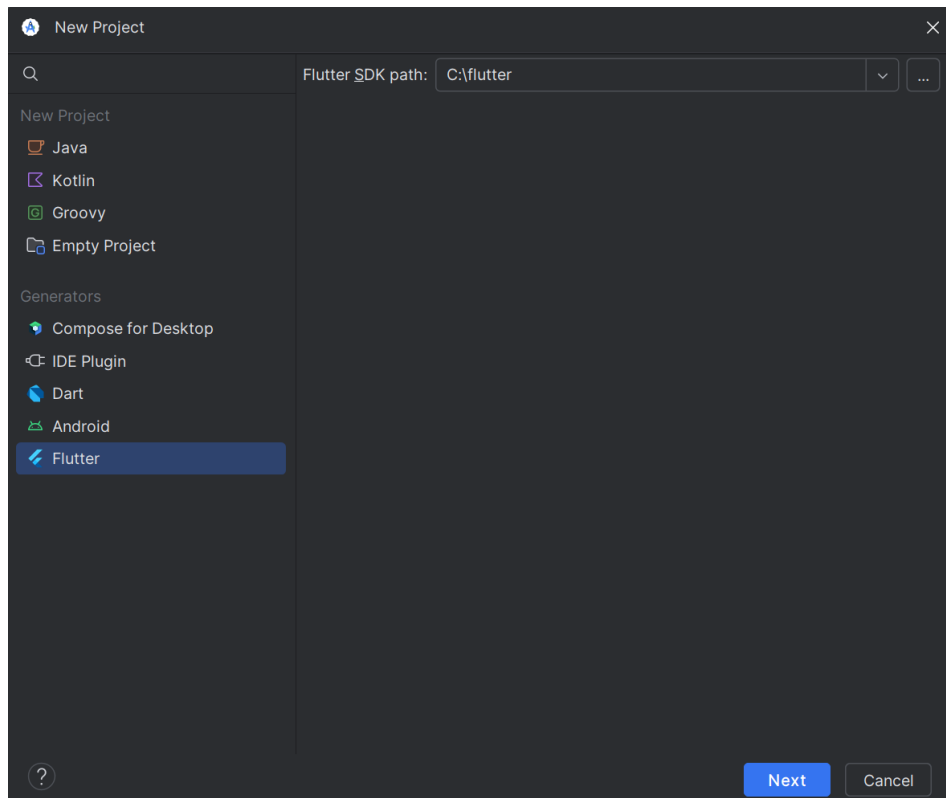 New Project
Flutter SDK path: C:\flutter ...
New Project
Java
Kotlin
Groovy
Empty Project
Generators
Compose for Desktop
IDE Plugin
Dart
Android
Flutter
? Next Cancel